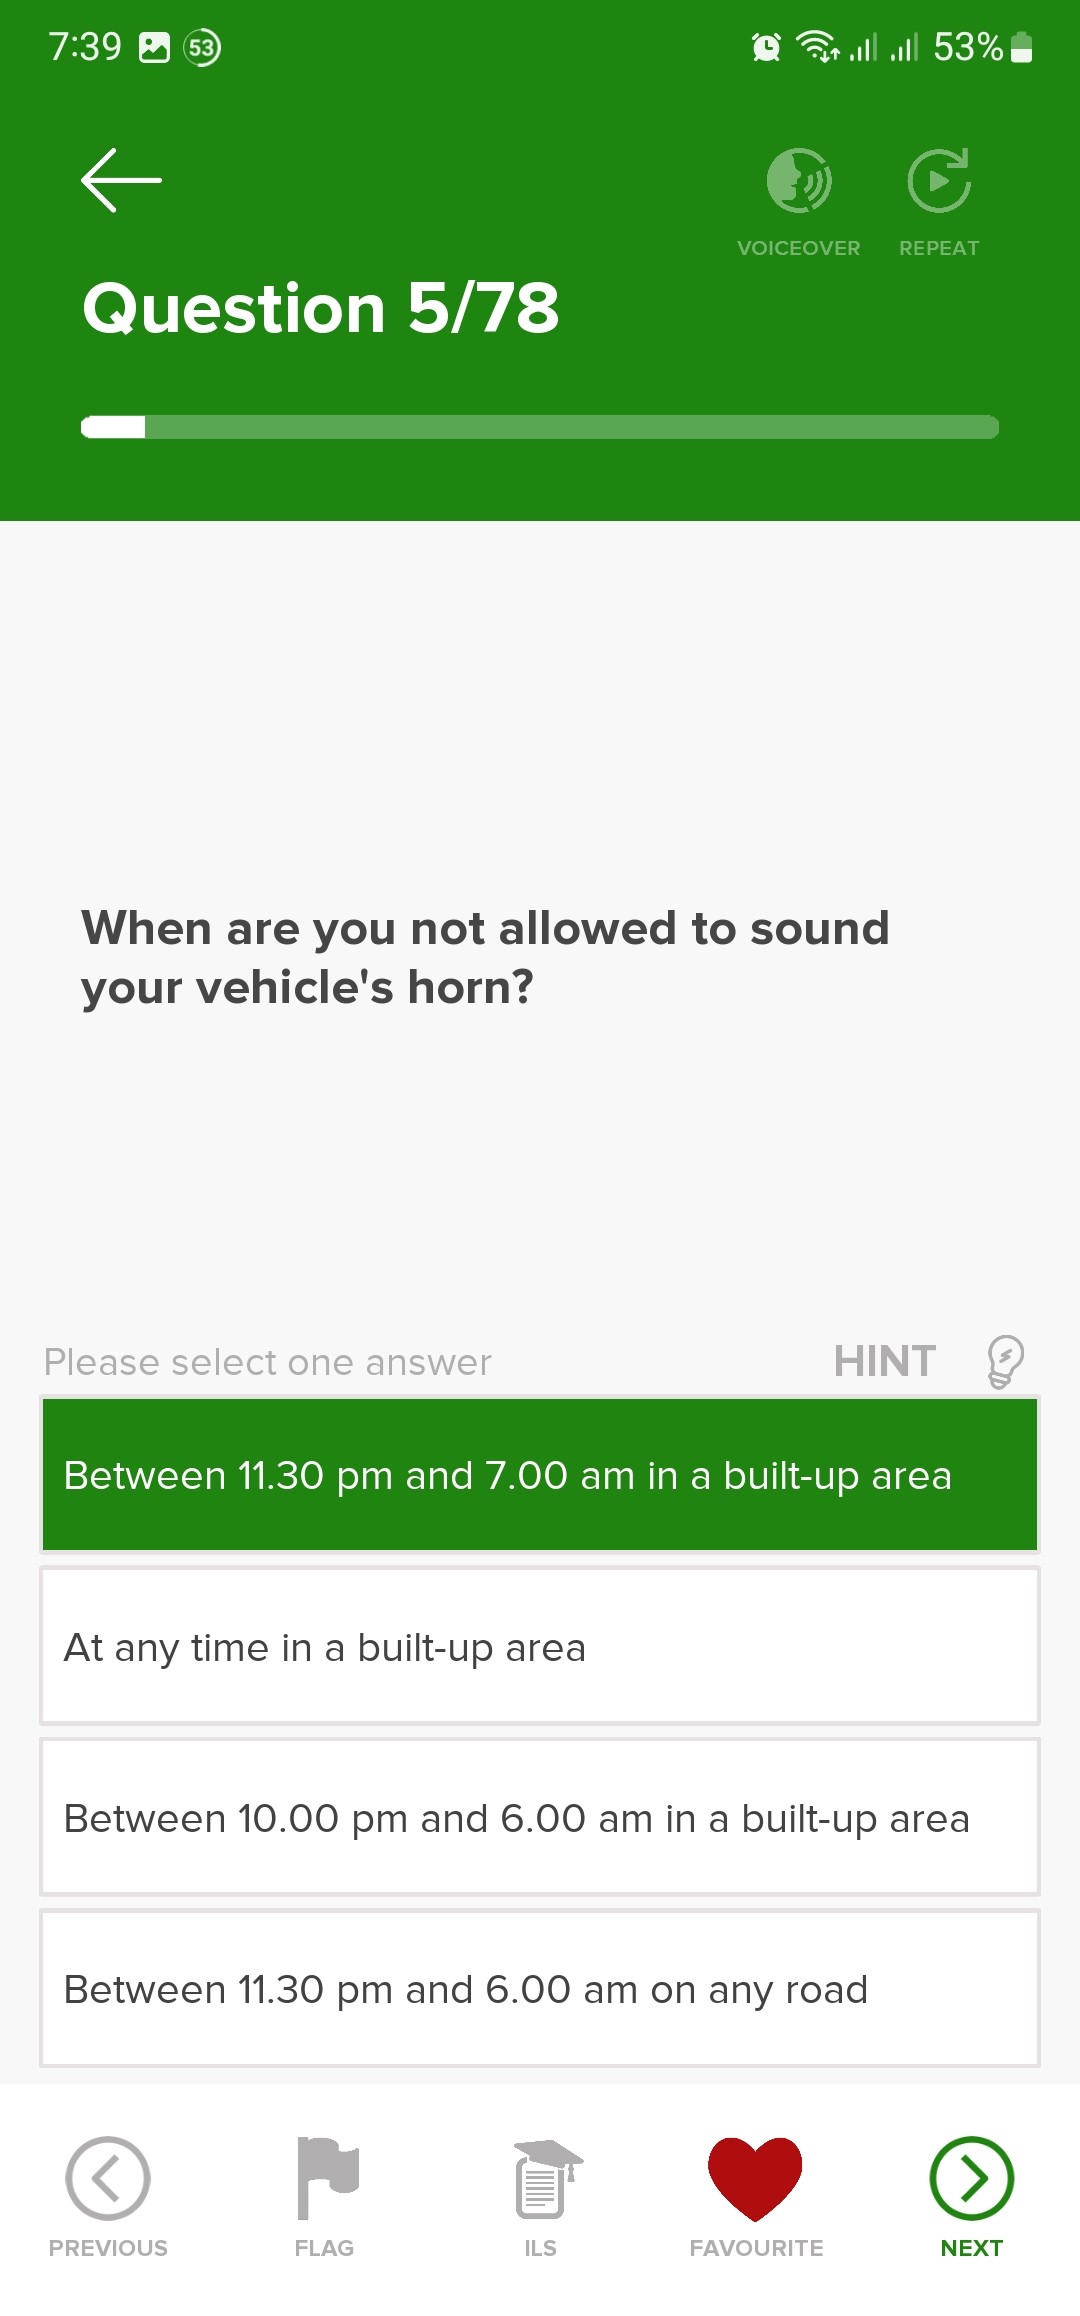 7:39 53 53%
VOICEOVER REPEAT
Question 5/78
When are you not allowed to sound
your vehicle's horn?
Please select one answer HINT
Between 11.30 pm and 7.00 am in a built-up area
At any time in a built-up area
Between 10.00 pm and 6.00 am in a built-up area
Between 11.30 pm and 6.00 am on any road
PREVIOUS FLAG ILS FAVOURITE NEXT